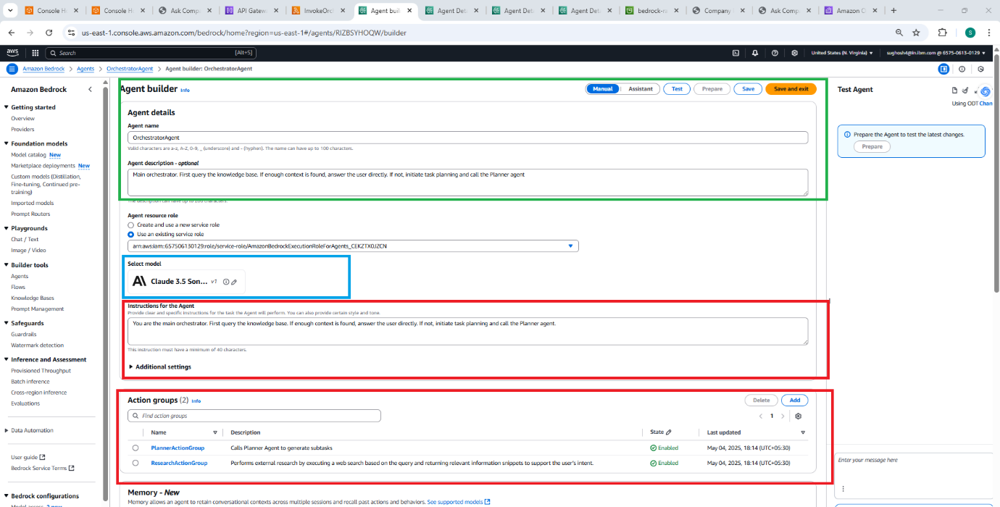 Console H
Console H
Ask Comp
API Gatew
InvokeOrc
Agent buil
Agent Det
Agent Det
Agent Det
bedrock-ra
Company
Ask Comp
Amazon
us-east-1.console.aws.amazon.com/bedrock/home?region=us-east-1#/agents/RIZBSYHOQW/builder
S
aws
Search
[Alt+S]
United States (N. Virginia)
sughosh4@in.ibm.com @ 6575-0613-0129
Amazon Bedrock
Agents
OrchestratorAgent
Agent builder: OrchestratorAgent
Amazon Bedrock
Getting started
Overview
Providers
Foundation models
Model catalog New
Marketplace deployments New
Custom models (Distillation,
Fine-tuning, Continued pre-
training)
Imported models
Prompt Routers
Playgrounds
Chat / Text
Image / Video
Builder tools
Agents
Flows
Knowledge Bases
Prompt Management
Safeguards
Guardrails
Watermark detection
Inference and Assessment
Provisioned Throughput
Batch inference
Cross-region inference
Evaluations
Data Automation
User guide
Bedrock Service Terms
Bedrock configurations
Model access 2 new
Agent builder Info
Manual
Assistant
Test
Prepare
Save
Save and exit
Agent details
Agent name
OrchestratorAgent
Valid characters are a-z, A-Z, 0-9, _ (underscore) and - (hyphen). The name can have up to 100 characters.
Agent description - optional
Main orchestrator. First query the knowledge base. If enough context is found, answer the user directly. If not, initiate task planning and call the Planner agent
The description can have up to 200 characters.
Agent resource role
Create and use a new service role
Use an existing service role
arn:aws:iam::657506130129:role/service-role/AmazonBedrockExecutionRoleForAgents_CEKZTX0JZCN
Select model
Claude 3.5 Son... v1
Instructions for the Agent
Provide clear and specific instructions for the task the Agent will perform. You can also provide certain style and tone.
You are the main orchestrator. First query the knowledge base. If enough context is found, answer the user directly. If not, initiate task planning and call the Planner agent.
This instruction must have a minimum of 40 characters.
Additional settings
Action groups (2) Info
Delete
Add
Find action groups
1
Name
Description
State
Last updated
PlannerActionGroup
Calls Planner Agent to generate subtasks
Enabled
May 04, 2025, 18:14 (UTC+05:30)
ResearchActionGroup
Performs external research by executing a web search based on the query and returning relevant information snippets to support the user's intent.
Enabled
May 04, 2025, 18:14 (UTC+05:30)
Memory - New
Memory allows an agent to retain conversational contexts across multiple sessions and recall past actions and behaviors. See supported models
Test Agent
Using ODT Chan
Prepare the Agent to test the latest changes.
Prepare
Enter your message here